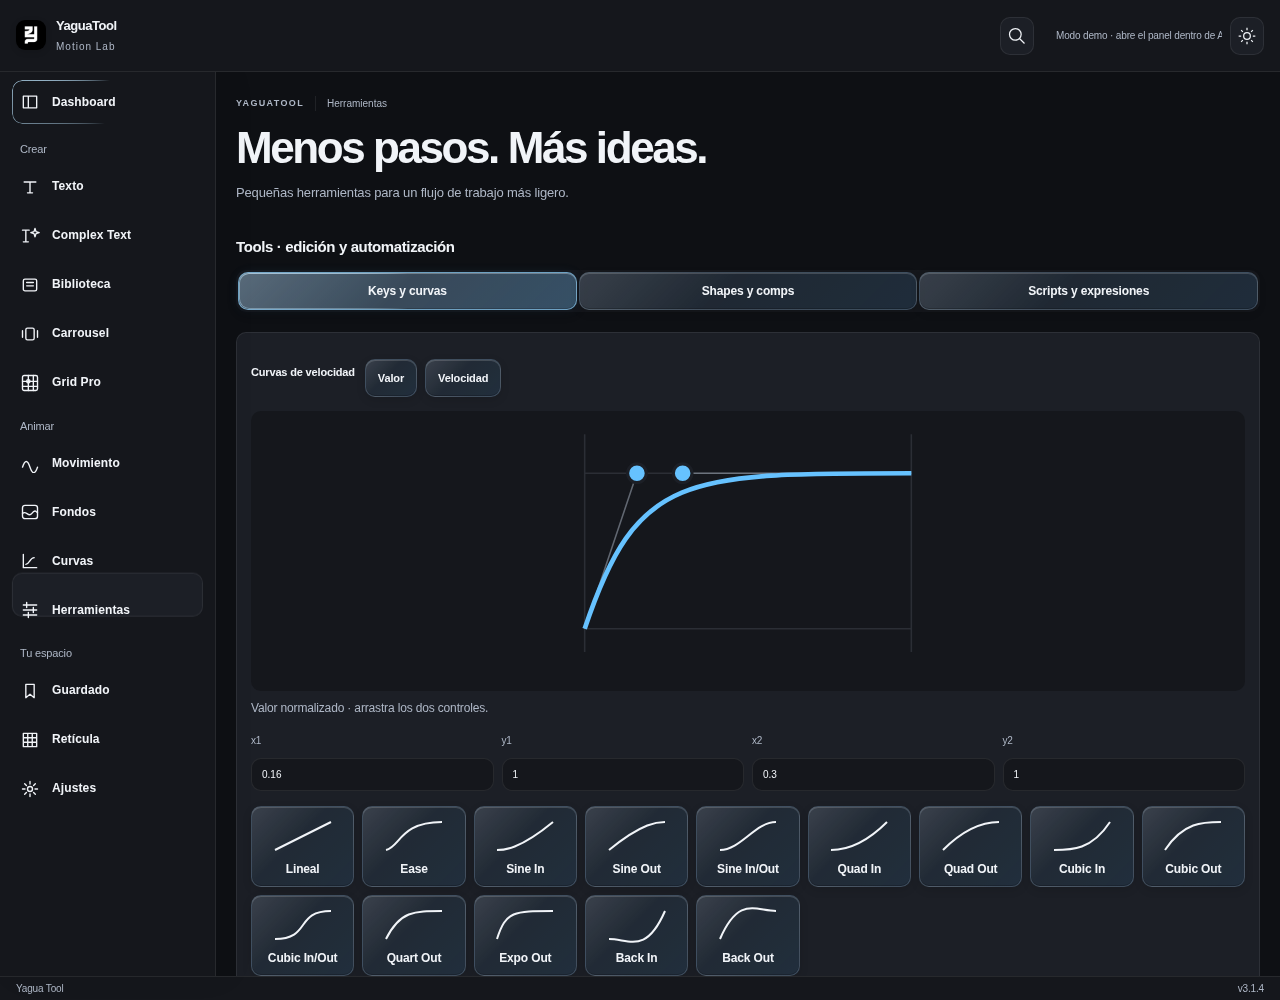 YaguaTool
Motion Lab
Modo demo · abre el panel dentro de A
Dashboard
Crear
Texto
Complex Text
Biblioteca
Carrousel
Grid Pro
Animar
Movimiento
Fondos
Curvas
Herramientas
Tu espacio
Guardado
Retícula
Ajustes
YAGUATOOL
Herramientas
Menos pasos. Más ideas.
Pequeñas herramientas para un flujo de trabajo más ligero.
Tools · edición y automatización
Keys y curvas
Shapes y comps
Scripts y expresiones
Curvas de velocidad
Valor
Velocidad
Valor normalizado · arrastra los dos controles.
x1
y1
x2
y2
0.16
1
0.3
1
Lineal
Ease
Sine In
Sine Out
Sine In/Out
Quad In
Quad Out
Cubic In
Cubic Out
Cubic In/Out
Quart Out
Expo Out
Back In
Back Out
Yagua Tool
v3.1.4